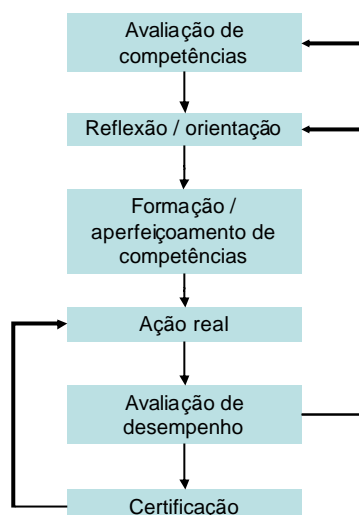 Avaliação de
competências
Reflexão / orientação
Formação /
aperfeiçoamento de
competências
Ação real
Avaliação de
desempenho
Certificação